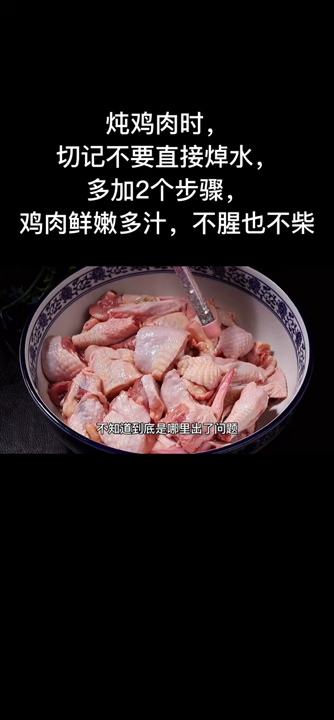 炖鸡肉时，
切记不要直接焯水，
多加2个步骤，
鸡肉鲜嫩多汁，不腥也不柴
不知道到底是哪里出了问题